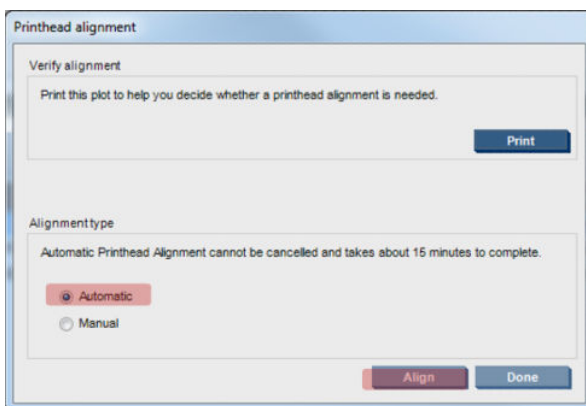 Printhead alignment
Verify alignment
Print this plot to help you decide whether a printhead alignment is needed.
Print
Alignment type
Automatic Printhead Alignment cannot be cancelled and takes about 15 minutes to complete.
Automatic
Manual
Align Done